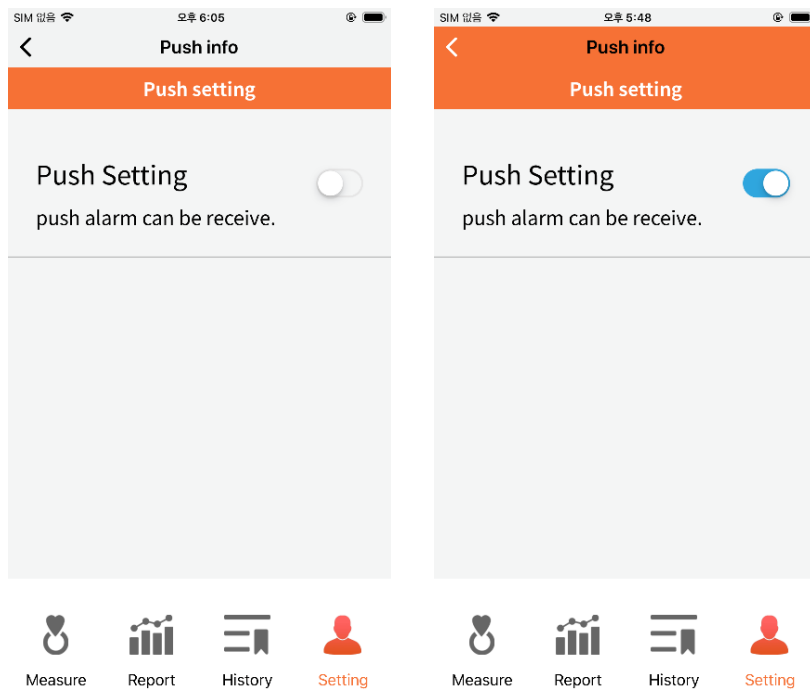 SIM 없음 오후 6:05
Push info
Push setting
Push Setting
push alarm can be receive.
Measure Report History Setting
SIM 없음 오후 5:48
Push info
Push setting
Push Setting
push alarm can be receive.
Measure Report History Setting